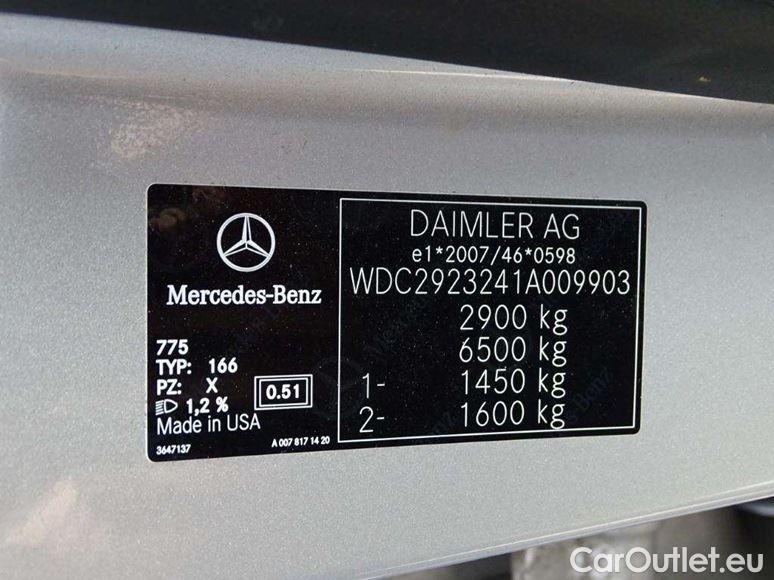 Mercedes-Benz
775
TYP: 166
PZ: X
1,2 %
0.51
Made in USA
3647137
A 007 817 14 20
DAIMLER AG
e1*2007/46*0598
WDC2923241A009903
2900 kg
6500 kg
1- 1450 kg
2- 1600 kg
CarOutlet.eu